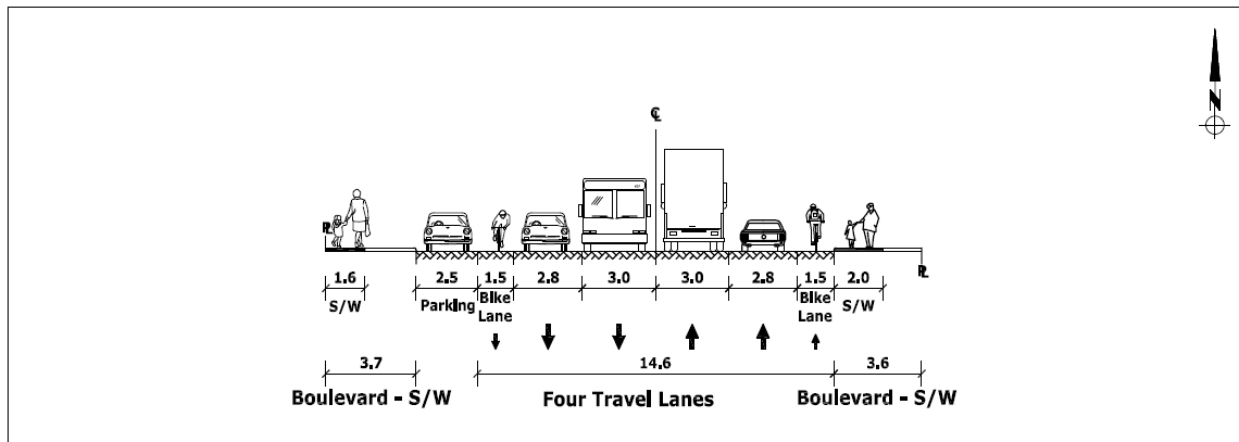 N
℄
℄
1.6 2.5 1.5 2.8 3.0 3.0 2.8 1.5 2.0
℄
S/W Parking Bike Lane Bike Lane S/W
3.7 14.6 3.6
Boulevard - S/W Four Travel Lanes Boulevard - S/W